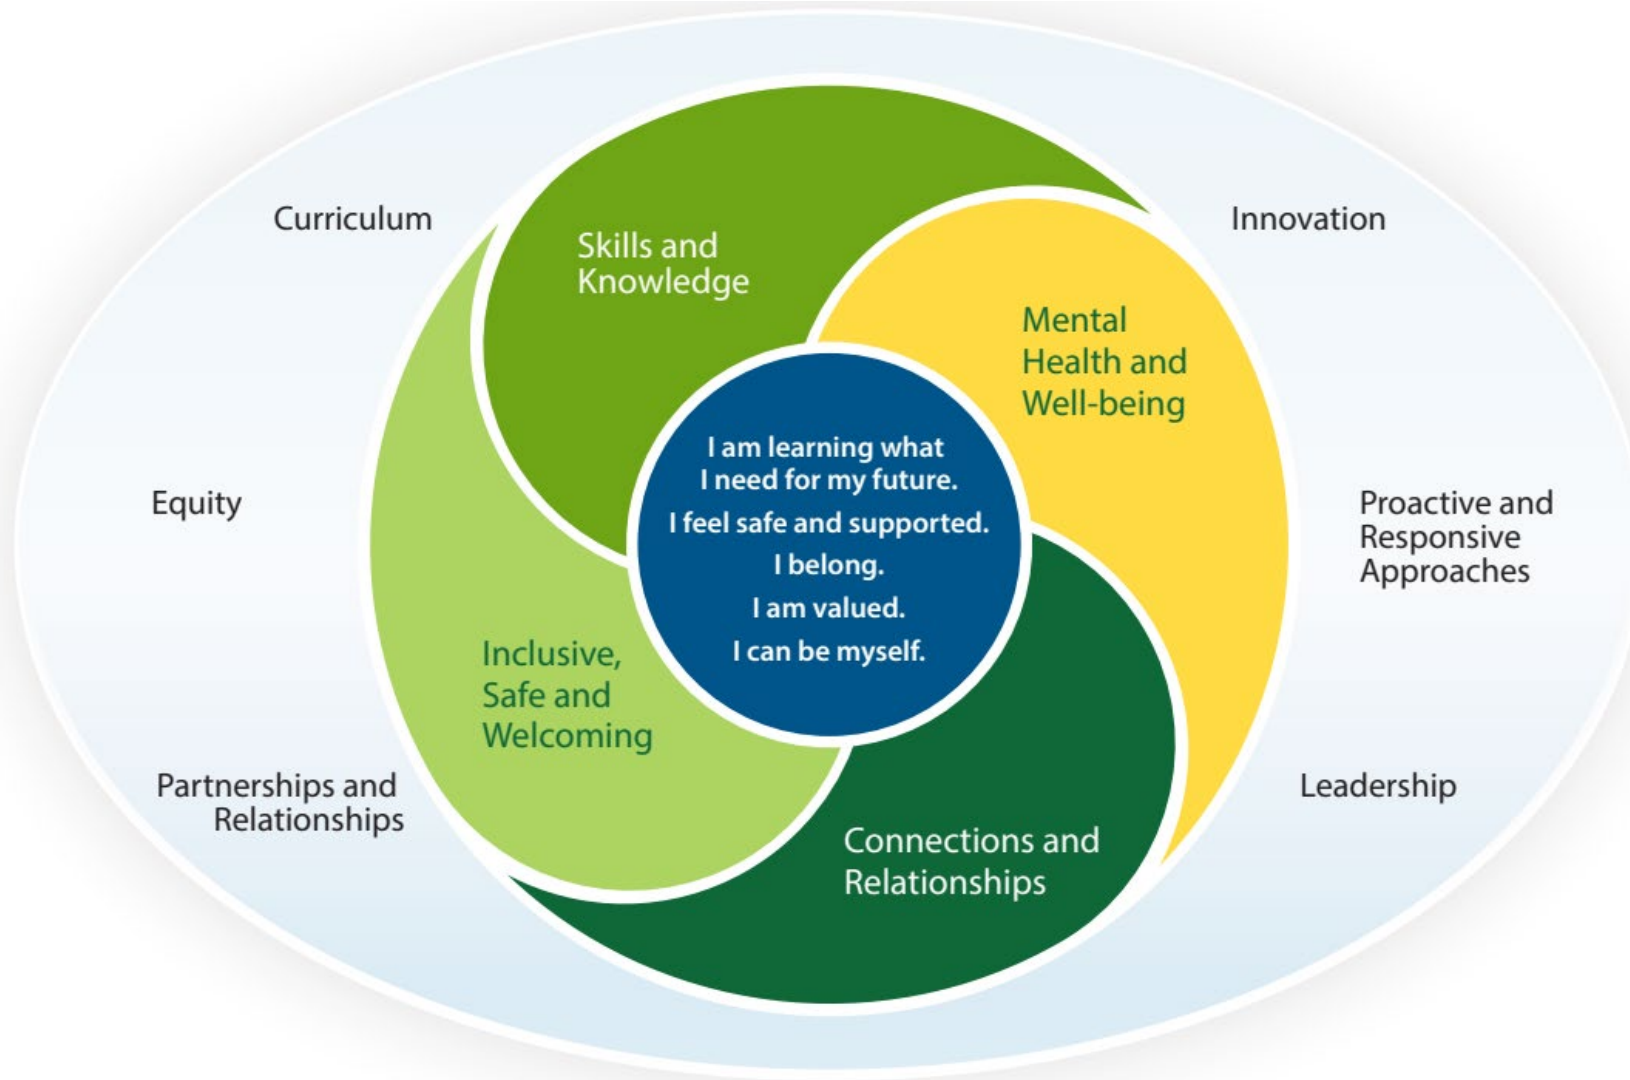 Curriculum
Innovation
Skills and
Knowledge
Mental
Health and
Well-being
I am learning what
I need for my future.
I feel safe and supported.
I belong.
I am valued.
I can be myself.
Equity
Proactive and
Responsive
Approaches
Inclusive,
Safe and
Welcoming
Partnerships and
Relationships
Leadership
Connections and
Relationships